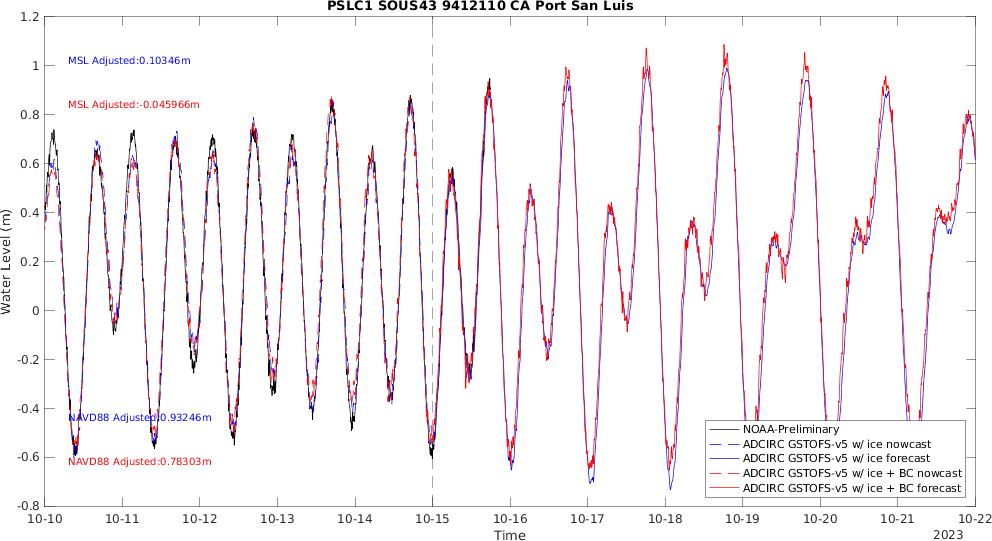 PSLC1 SOUS43 9412110 CA Port San Luis
1.2
1
0.8
0.6
0.4
0.2
0
-0.2
-0.4
-0.6
-0.8
Water Level (m)
MSL Adjusted:0.10346m
MSL Adjusted:-0.045966m
NAVD88 Adjusted:0.93246m
NAVD88 Adjusted:0.78303m
NOAA-Preliminary
ADCIRC GSTOFS-v5 w/ ice nowcast
ADCIRC GSTOFS-v5 w/ ice forecast
ADCIRC GSTOFS-v5 w/ ice + BC nowcast
ADCIRC GSTOFS-v5 w/ ice + BC forecast
10-10 10-11 10-12 10-13 10-14 10-15 10-16 10-17 10-18 10-19 10-20 10-21 10-22
Time
2023